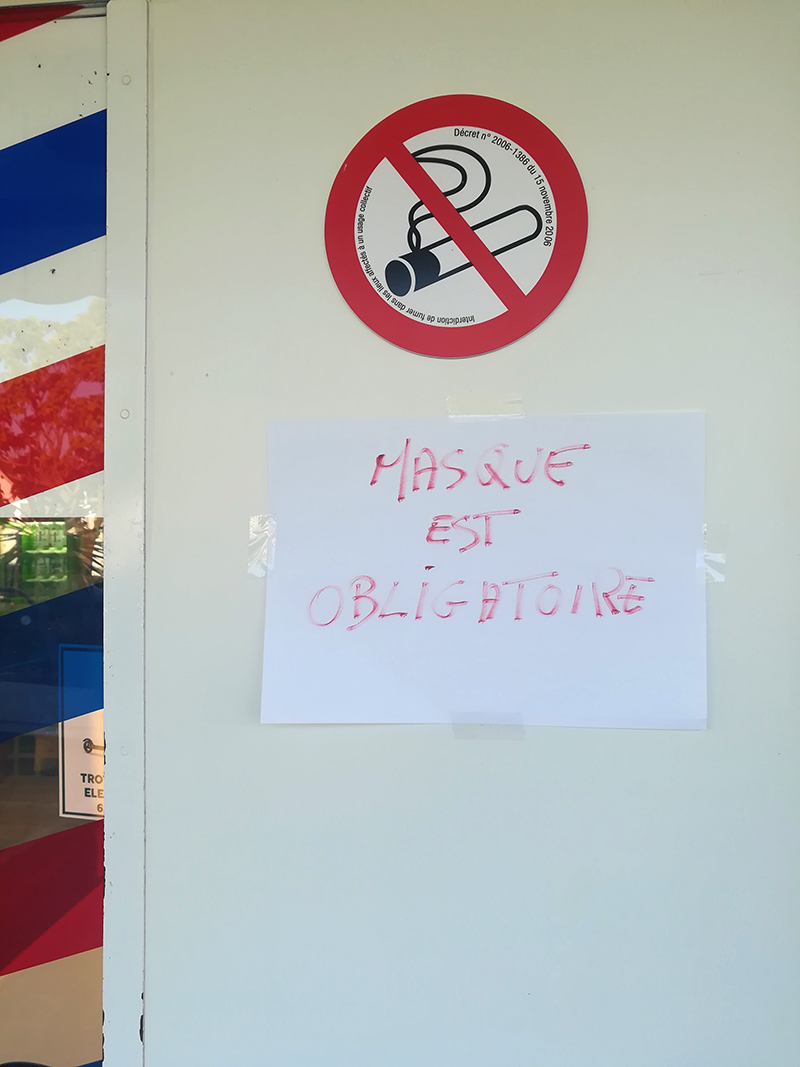 Décret n° 2006-1386 du 15 novembre 2006
Interdiction de fumer dans les lieux affectés à un usage collectif
MASQUE
EST
OBLIGATOIRE